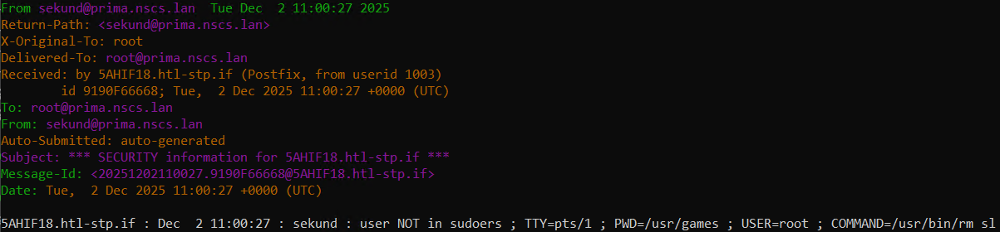 From sekund@prima.nscs.lan  Tue Dec  2 11:00:27 2025
Return-Path: <sekund@prima.nscs.lan>
X-Original-To: root
Delivered-To: root@prima.nscs.lan
Received: by 5AHIF18.htl-stp.if (Postfix, from userid 1003)
        id 9190F66668; Tue,  2 Dec 2025 11:00:27 +0000 (UTC)
To: root@prima.nscs.lan
From: sekund@prima.nscs.lan
Auto-Submitted: auto-generated
Subject: *** SECURITY information for 5AHIF18.htl-stp.if ***
Message-Id: <20251202110027.9190F66668@5AHIF18.htl-stp.if>
Date: Tue,  2 Dec 2025 11:00:27 +0000 (UTC)

5AHIF18.htl-stp.if : Dec  2 11:00:27 : sekund : user NOT in sudoers ; TTY=pts/1 ; PWD=/usr/games ; USER=root ; COMMAND=/usr/bin/rm